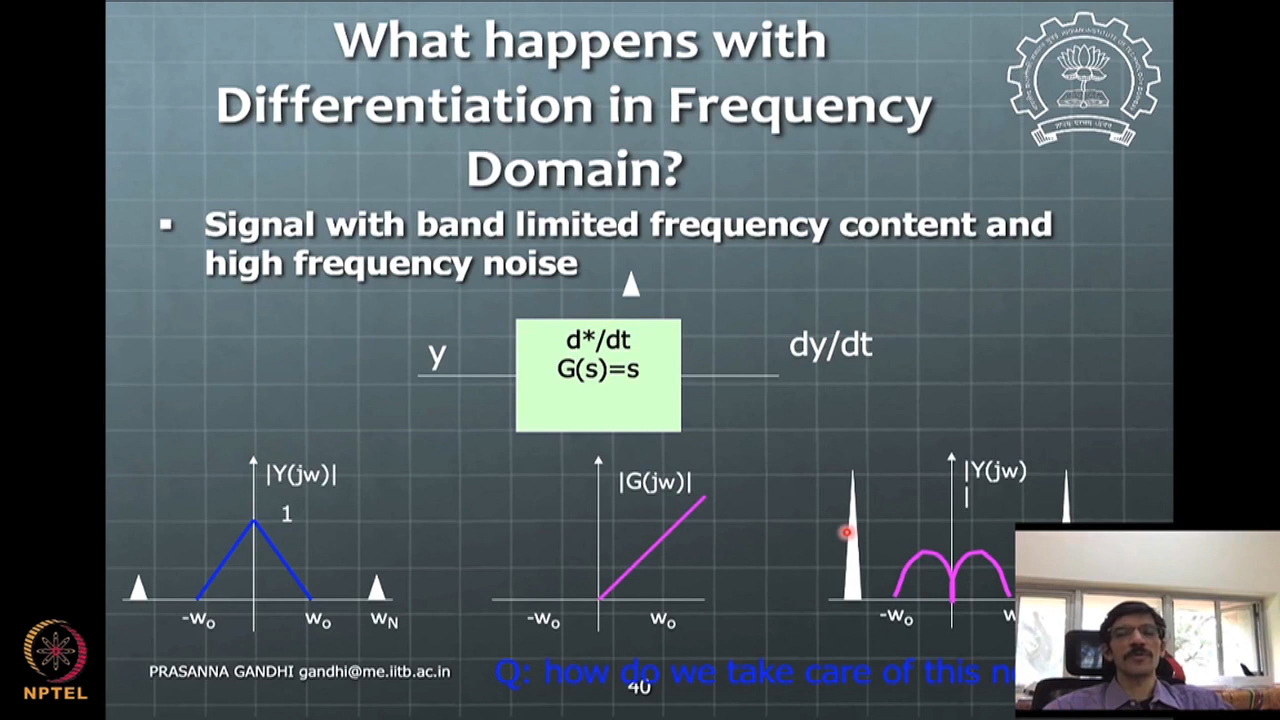 What happens with
Differentiation in Frequency
Domain?
▪ Signal with band limited frequency content and
high frequency noise
y
d*/dt
G(s)=s
dy/dt
|Y(jw)|
1
-wo
wo
wN
|G(jw)|
-wo
wo
|Y(jw)
|
-wo
w
Q: how do we take care of this
PRASANNA GANDHI gandhi@me.iitb.ac.in
40
NPTEL